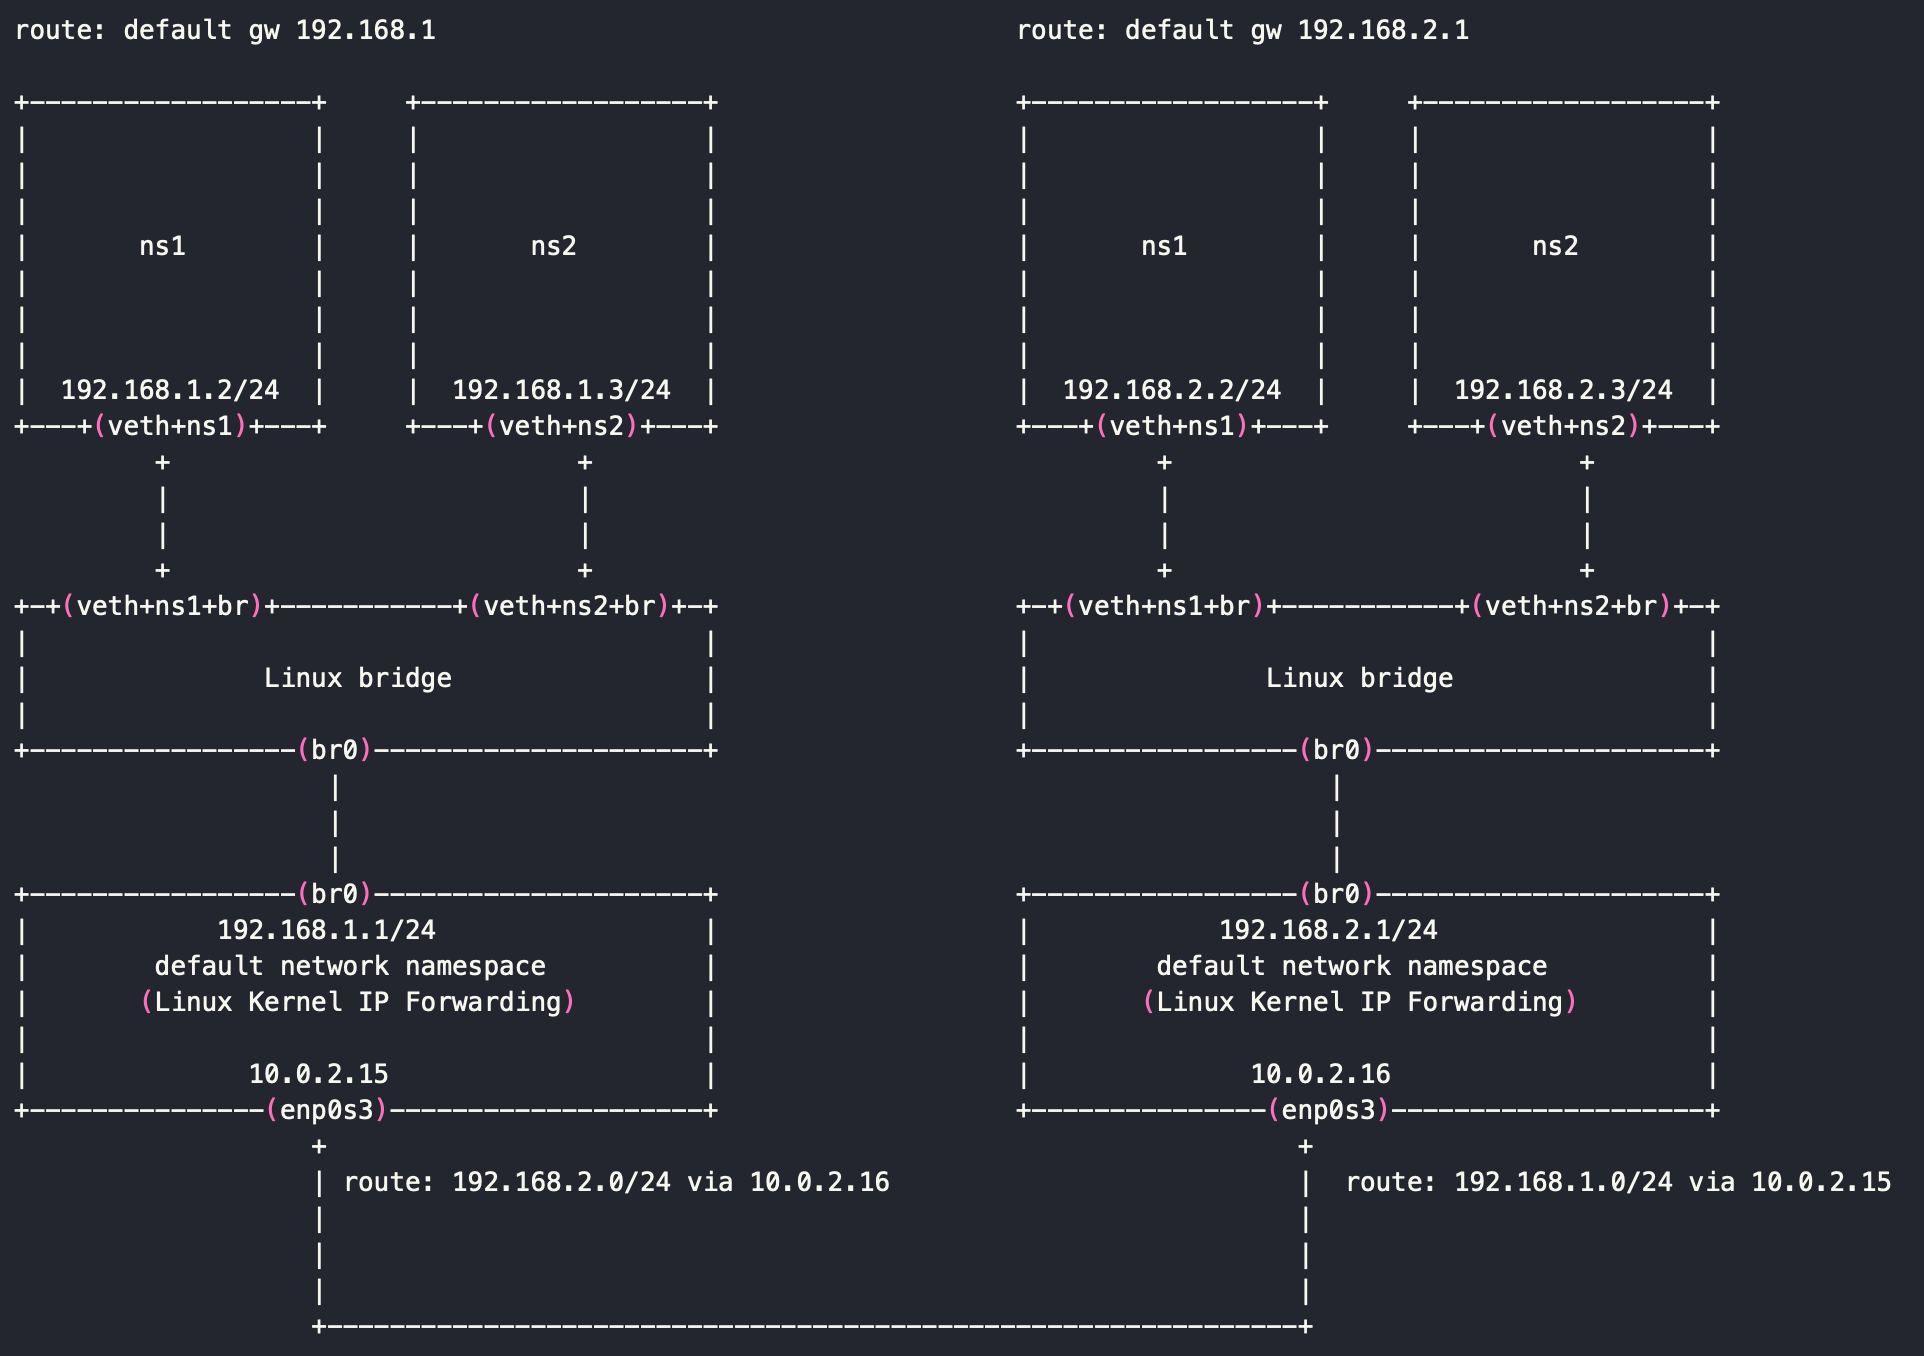 route: default gw 192.168.1 route: default gw 192.168.2.1
ns1 ns2 ns1 ns2
192.168.1.2/24 192.168.1.3/24 192.168.2.2/24 192.168.2.3/24
+---+(veth+ns1)+---+ +---+(veth+ns2)+---+ +---+(veth+ns1)+---+ +---+(veth+ns2)+---+
+-+(veth+ns1+br)+-----------+(veth+ns2+br)+-+ +-+(veth+ns1+br)+-----------+(veth+ns2+br)+-+
Linux bridge Linux bridge
(br0) (br0)
(br0) (br0)
192.168.1.1/24 192.168.2.1/24
default network namespace default network namespace
(Linux Kernel IP Forwarding) (Linux Kernel IP Forwarding)
10.0.2.15 10.0.2.16
(enp0s3) (enp0s3)
route: 192.168.2.0/24 via 10.0.2.16 route: 192.168.1.0/24 via 10.0.2.15